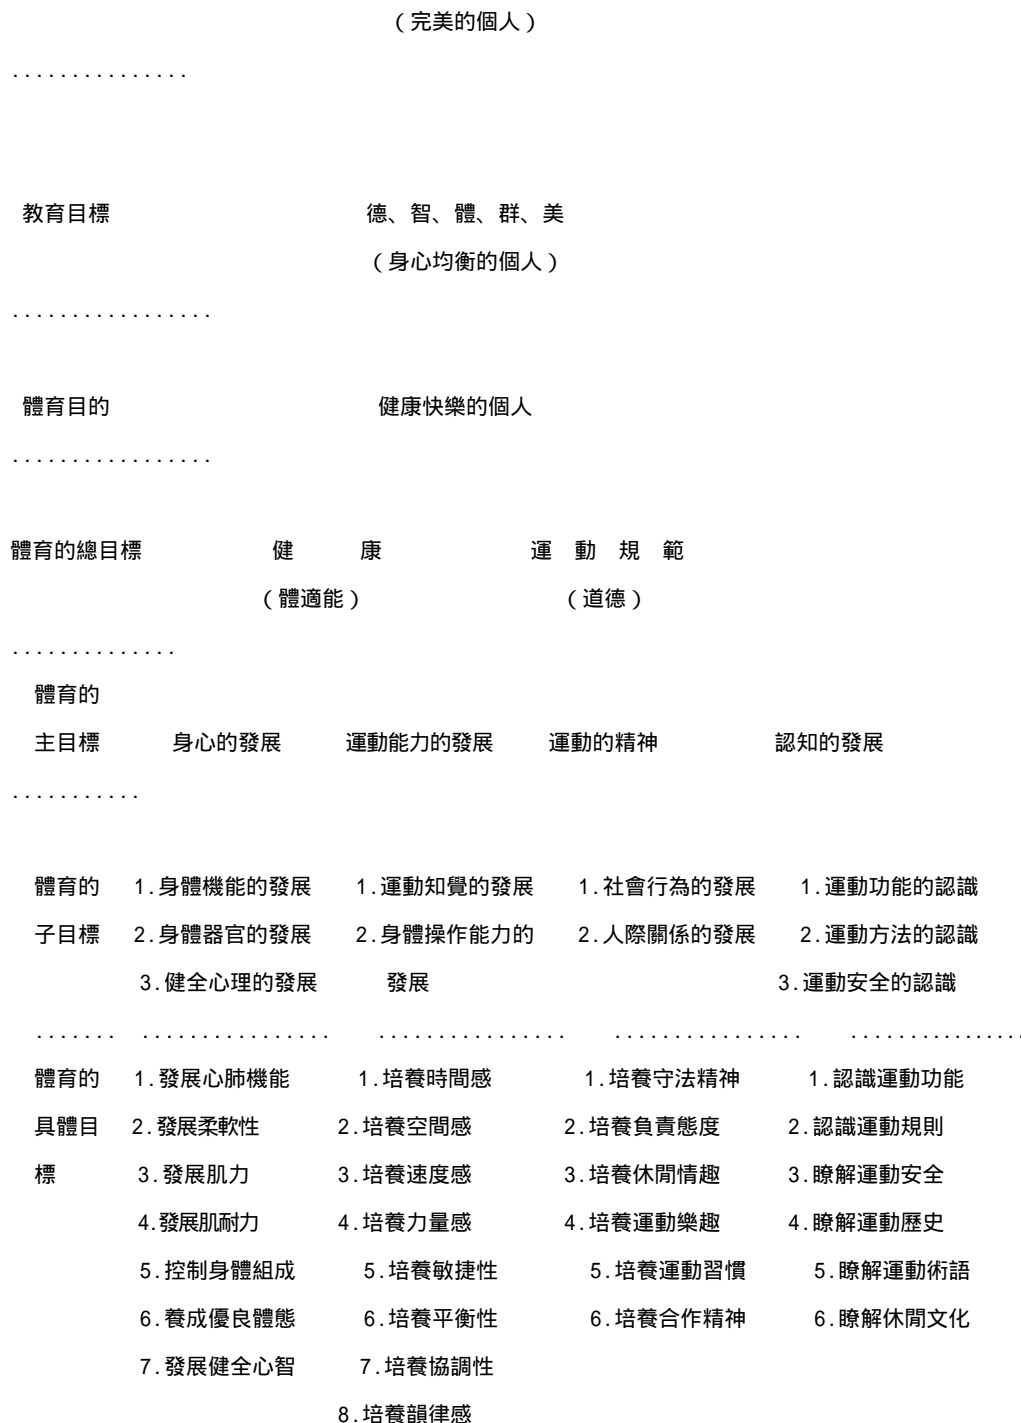 （完美的個人）
...............
教育目標 德、智、體、群、美
（身心均衡的個人）
.................
體育目的 健康快樂的個人
.................
體育的總目標 健 康 運 動 規 範
（體適能） （道德）
..............
體育的
主目標 身心的發展 運動能力的發展 運動的精神 認知的發展
...........
體育的 1.身體機能的發展 1.運動知覺的發展 1.社會行為的發展 1.運動功能的認識
子目標 2.身體器官的發展 2.身體操作能力的 2.人際關係的發展 2.運動方法的認識
3.健全心理的發展 發展 3.運動安全的認識
....... ................ ................ ................ ...............
體育的 1.發展心肺機能 1.培養時間感 1.培養守法精神 1.認識運動功能
具體目 2.發展柔軟性 2.培養空間感 2.培養負責態度 2.認識運動規則
標 3.發展肌力 3.培養速度感 3.培養休閒情趣 3.瞭解運動安全
4.發展肌耐力 4.培養力量感 4.培養運動樂趣 4.瞭解運動歷史
5.控制身體組成 5.培養敏捷性 5.培養運動習慣 5.瞭解運動術語
6.養成優良體態 6.培養平衡性 6.培養合作精神 6.瞭解休閒文化
7.發展健全心智 7.培養協調性
8.培養韻律感